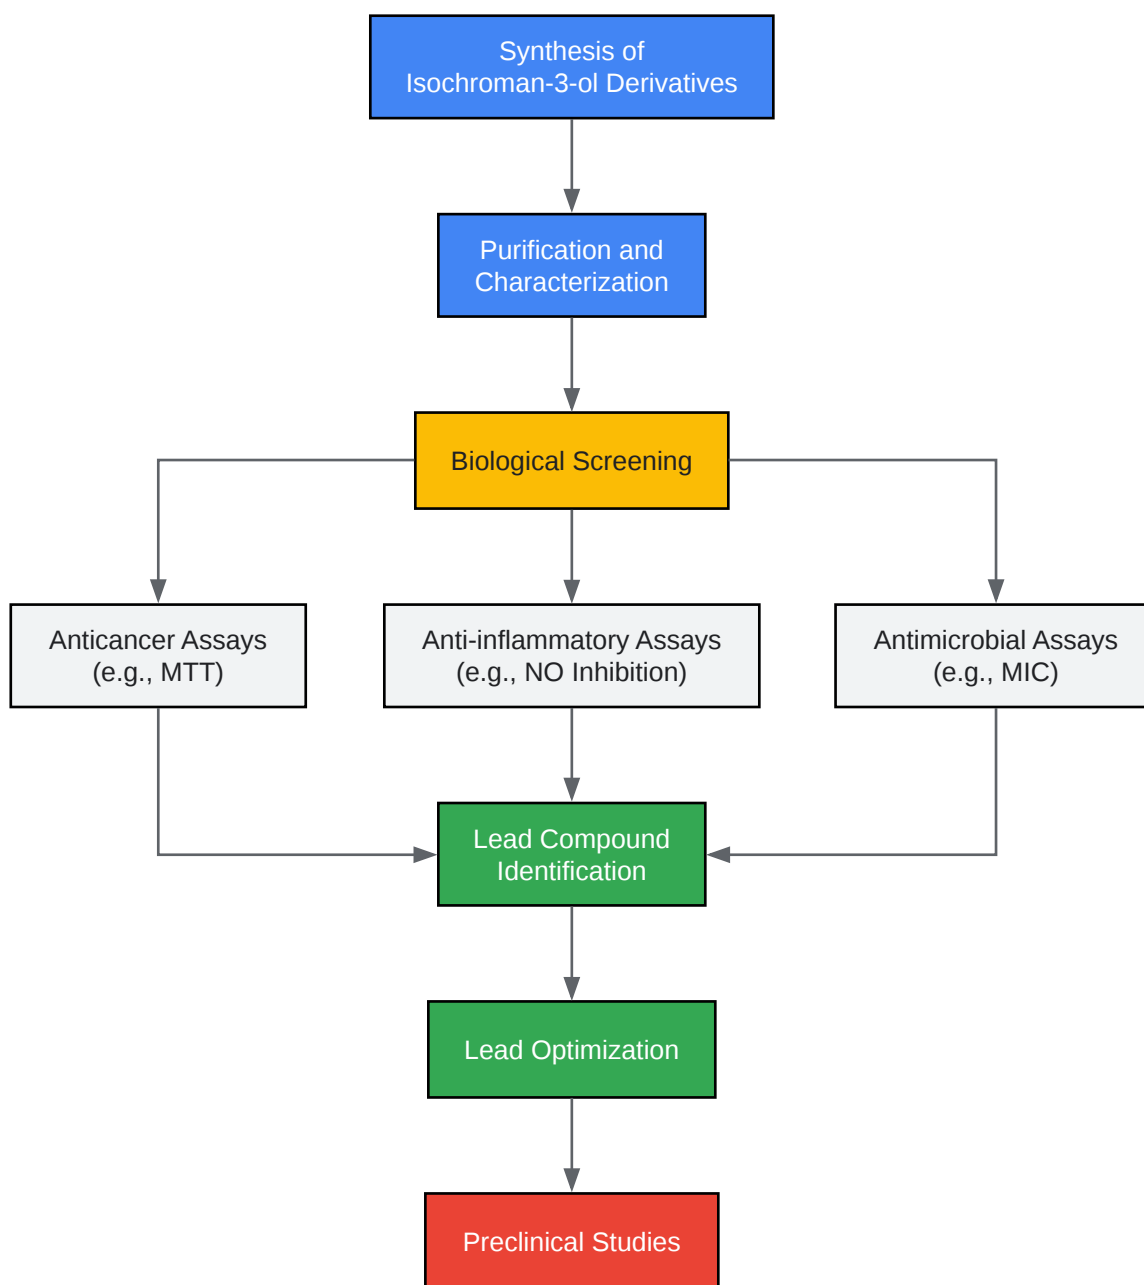 Synthesis of
Isochroman-3-ol Derivatives
Purification and
Characterization
Biological Screening
Anticancer Assays
(e.g., MTT)
Anti-inflammatory Assays
(e.g., NO Inhibition)
Antimicrobial Assays
(e.g., MIC)
Lead Compound
Identification
Lead Optimization
Preclinical Studies